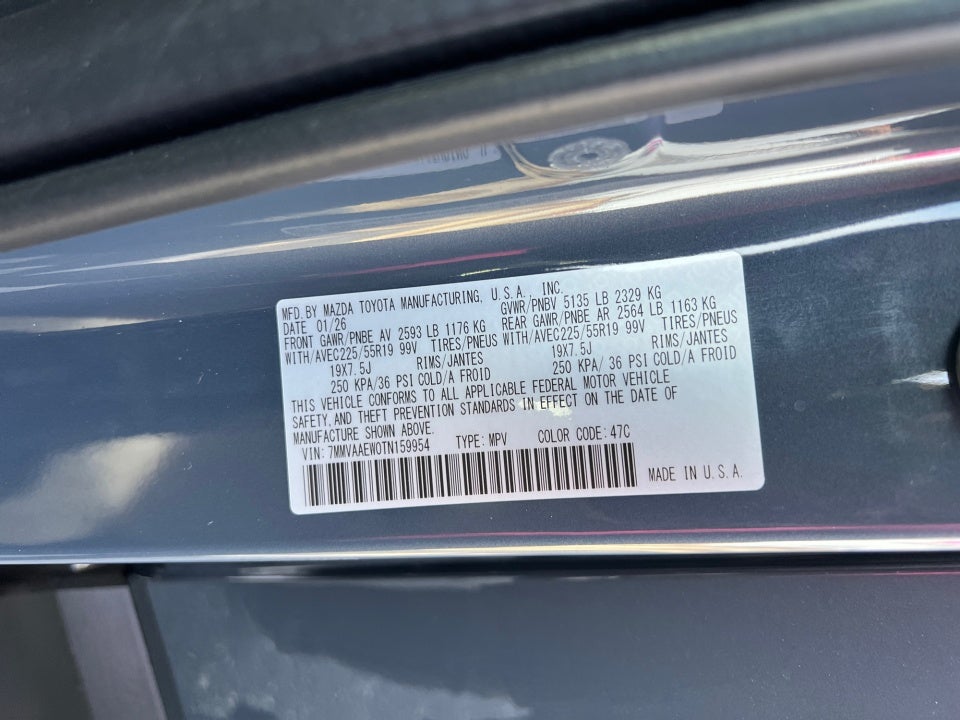 MFD. BY MAZDA TOYOTA MANUFACTURING, U.S.A., INC.
DATE 01/26 GVWR/PNBV 5135 LB 2329 KG
FRONT GAWR/PNBE AV 2593 LB 1176 KG REAR GAWR/PNBE AR 2564 LB 1163 KG
WITH/AVEC225/55R19 99V TIRES/PNEUS WITH/AVEC225/55R19 99V TIRES/PNEUS
19X7.5J RIMS/JANTES 19X7.5J RIMS/JANTES
250 KPA/36 PSI COLD/A FROID 250 KPA/36 PSI COLD/A FROID
THIS VEHICLE CONFORMS TO ALL APPLICABLE FEDERAL MOTOR VEHICLE
SAFETY, AND THEFT PREVENTION STANDARDS IN EFFECT ON THE DATE OF
MANUFACTURE SHOWN ABOVE.
VIN: 7MMVAAEW0TN159954 TYPE: MPV COLOR CODE: 47C
MADE IN U.S.A.